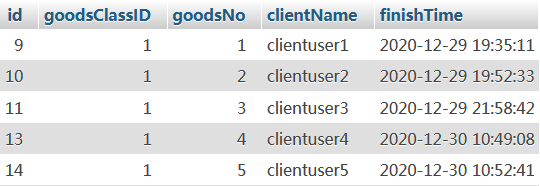 id goodsClassID goodsNo clientName finishTime
9 1 1 clientuser1 2020-12-29 19:35:11
10 1 2 clientuser2 2020-12-29 19:52:33
11 1 3 clientuser3 2020-12-29 21:58:42
13 1 4 clientuser4 2020-12-30 10:49:08
14 1 5 clientuser5 2020-12-30 10:52:41